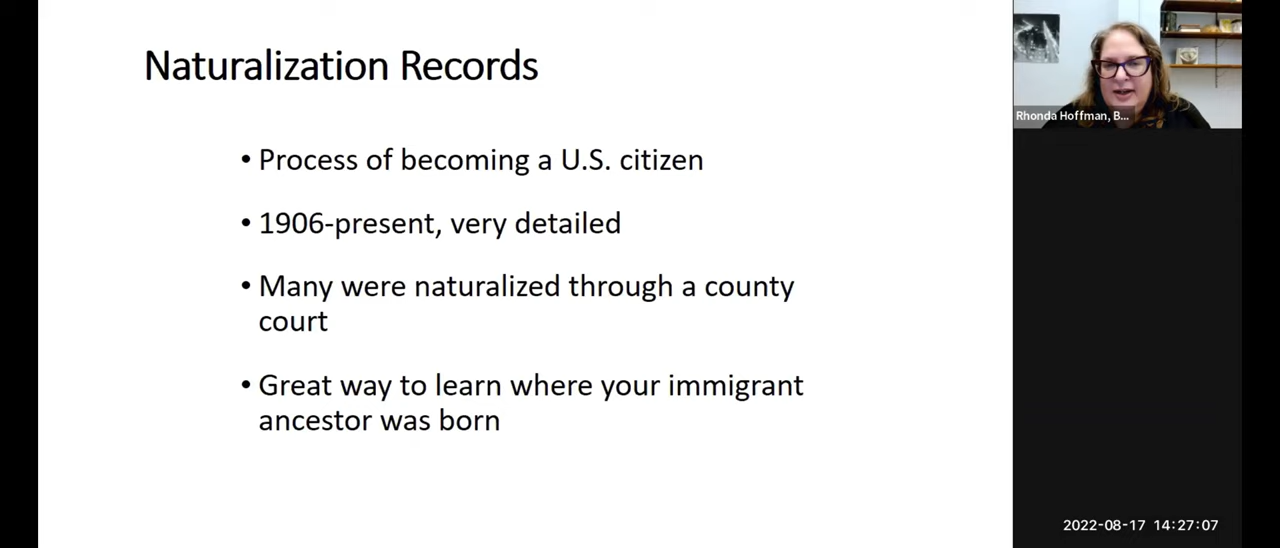 Naturalization Records
• Process of becoming a U.S. citizen
• 1906-present, very detailed
• Many were naturalized through a county
court
• Great way to learn where your immigrant
ancestor was born
Rhonda Hoffman, B...
2022-08-17 14:27:07